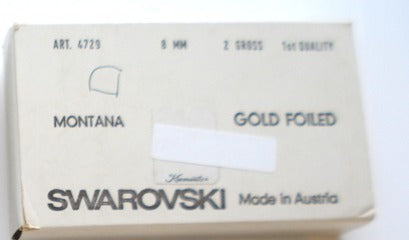 ART. 4729 8 MM 2 GROSS 1st QUALITY
MONTANA GOLD FOILED
SWAROVSKI Made in Austria